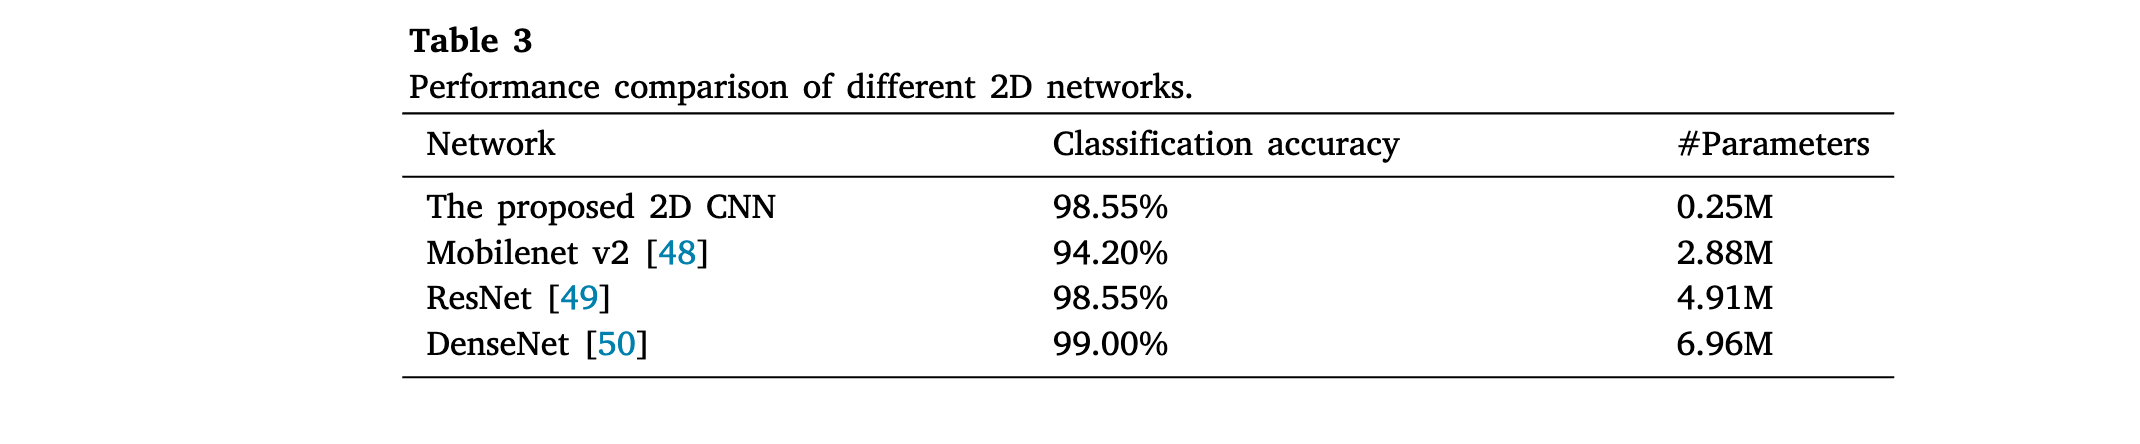 Table 3
Performance comparison of different 2D networks.
Network Classification accuracy #Parameters
The proposed 2D CNN 98.55% 0.25M
Mobilenet v2 [48] 94.20% 2.88M
ResNet [49] 98.55% 4.91M
DenseNet [50] 99.00% 6.96M